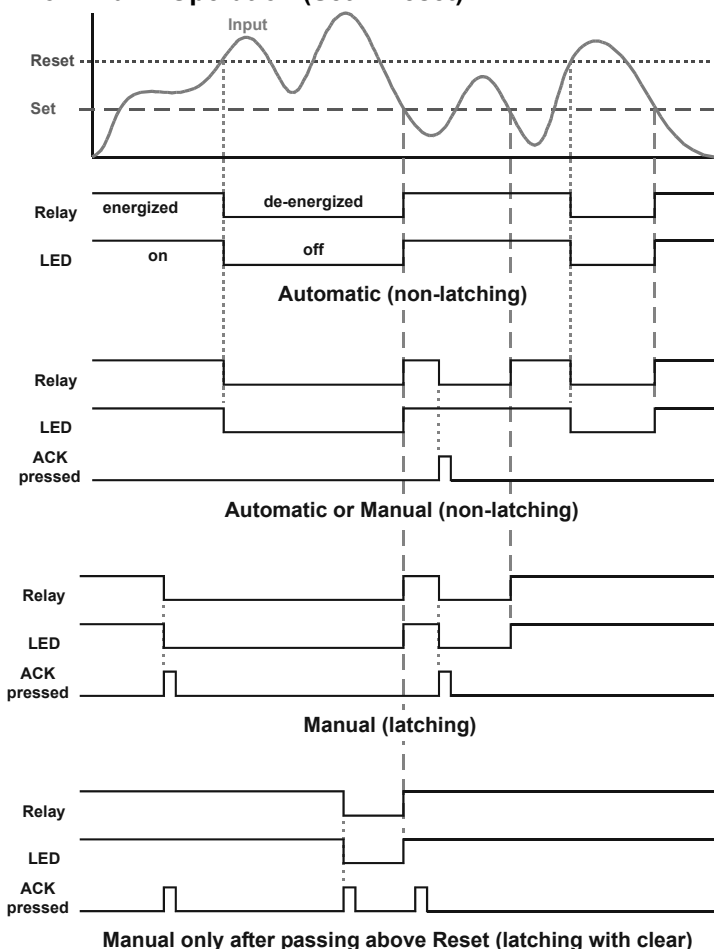 Input
Reset
Set
Relay energized de-energized
LED on off
Automatic (non-latching)
Relay
LED
ACK
pressed
Automatic or Manual (non-latching)
Relay
LED
ACK
pressed
Manual (latching)
Relay
LED
ACK
pressed
Manual only after passing above Reset (latching with clear)